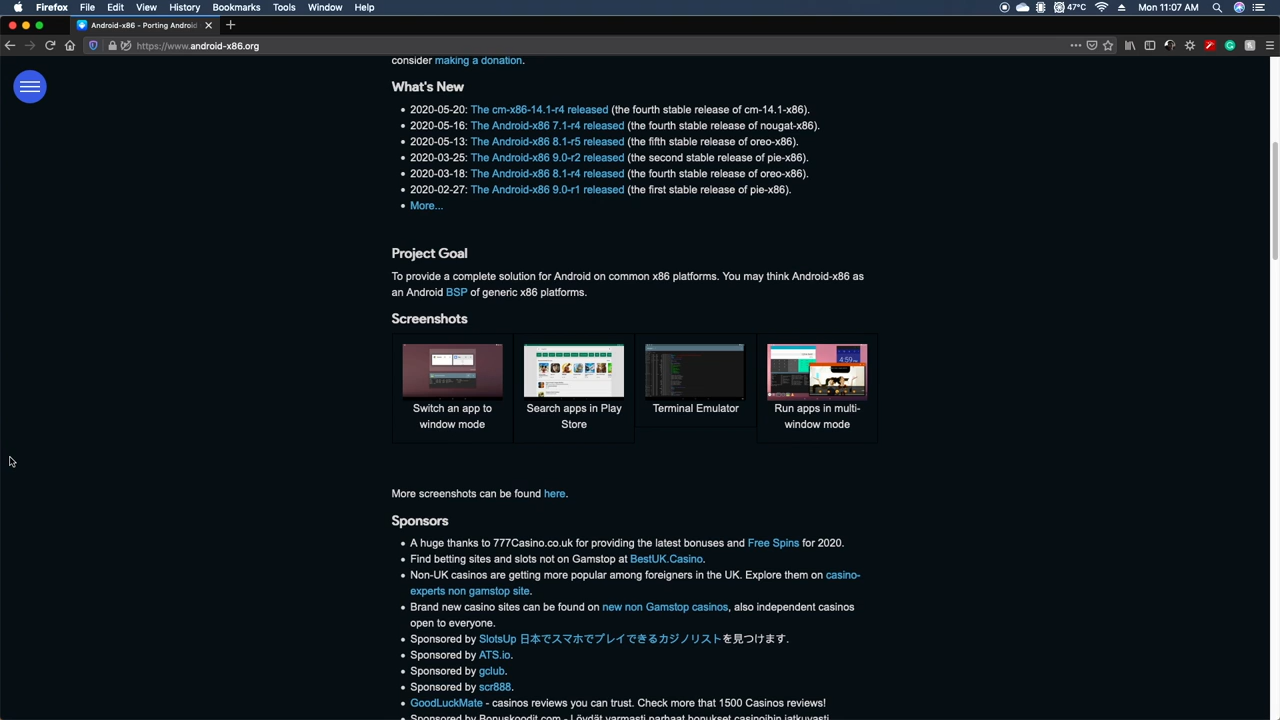 Firefox File Edit View History Bookmarks Tools Window Help 47°C Mon 11:07 AM
Android-x86 - Porting Android
https://www.android-x86.org
consider making a donation.
What's New
2020-05-20: The cm-x86-14.1-r4 released (the fourth stable release of cm-14.1-x86).
2020-05-16: The Android-x86 7.1-r4 released (the fourth stable release of nougat-x86).
2020-05-13: The Android-x86 8.1-r5 released (the fifth stable release of oreo-x86).
2020-03-25: The Android-x86 9.0-r2 released (the second stable release of pie-x86).
2020-03-18: The Android-x86 8.1-r4 released (the fourth stable release of oreo-x86).
2020-02-27: The Android-x86 9.0-r1 released (the first stable release of pie-x86).
More...
Project Goal
To provide a complete solution for Android on common x86 platforms. You may think Android-x86 as
an Android BSP of generic x86 platforms.
Screenshots
4:59
Switch an app to
window mode
Search apps in Play
Store
Terminal Emulator
Run apps in multi-
window mode
More screenshots can be found here.
Sponsors
A huge thanks to 777Casino.co.uk for providing the latest bonuses and Free Spins for 2020.
Find betting sites and slots not on Gamstop at BestUK.Casino.
Non-UK casinos are getting more popular among foreigners in the UK. Explore them on casino-
experts non gamstop site.
Brand new casino sites can be found on new non Gamstop casinos, also independent casinos
open to everyone.
Sponsored by SlotsUp 日本でスマホでプレイできるカジノリストを見つけます.
Sponsored by ATS.io.
Sponsored by gclub.
Sponsored by scr888.
GoodLuckMate - casinos reviews you can trust. Check more that 1500 Casinos reviews!
Sponsored by Bonuskoodit.com - Löydät varmasti parhaat bonukset casinoihin jatkuvasti